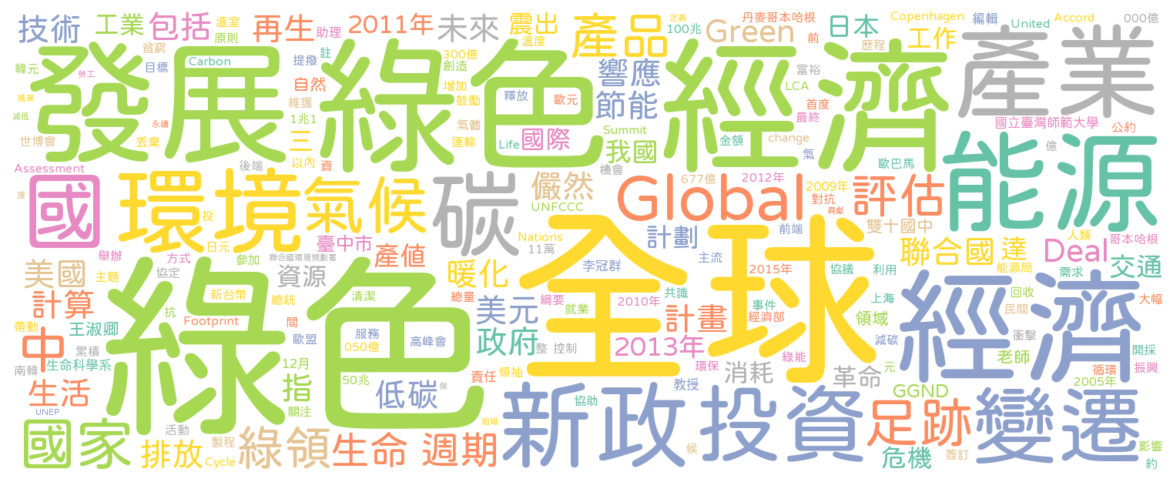 技術 工業 包括 溫室 原則 再生 助理 2011年 未來 震出 溫度 產品 100兆 Green 丹麥哥本哈根 前 日本 歷程 Copenhagen 工作 編輯 United Accord 000億
貧窮 韓元 目標 Carbon 提撥 註 300億 創造 響應 富裕
發展 綠色 經濟 產業
勞工 自然 增加 釋放 歐元 節能 LCA 首度
減低 永續 維護 鼓勵 最終
世博會 丟棄 1兆1 三 氣體 運輸 Life 國際 Summit 我國 金額 change 國立臺灣師範大學 公約
Assessment 後端 以內 資 機會 氣 歐巴馬 億 能源
國 環境 氣候 碳 儼然 UNFCCC Global 677億 2012年 2009年 對抗 貢獻 評估
投 日元 臺中市 Nations 11萬 計劃 前端 雙十國中 人類 哥本哈根
舉辦 方式 參加 聯合國環境規劃署 產值 李冠群 主流 聯合國 達 Deal
美國 主題 協定 資源 暖化 全球 2015年 協議 利用 能源局 需求 交通
計算 新台幣 總統 清潔 總量 美元 綱要 2010年 共識 事件 上海 回收 大幅
帶動 王淑卿 Footprint 抗 間 歐盟 服務 050億 就業 計畫 經濟部 領域 民間 衝擊 經濟
中 綠色 高峰會 政府 整 控制 2013年 綠能 減碳 老師 開採
南韓 累積 生命科學系 12月 環保 消耗 革命 元 循環 振興
生活 指 50兆 低碳 責任 領袖 教授 GGND 2005年
UNEP 關注 保 協助
國家 活動 製程 綠領 新政 投資 足跡 變遷
排放 Cycle 生命 週期 候 危機 簽訂 影響 約